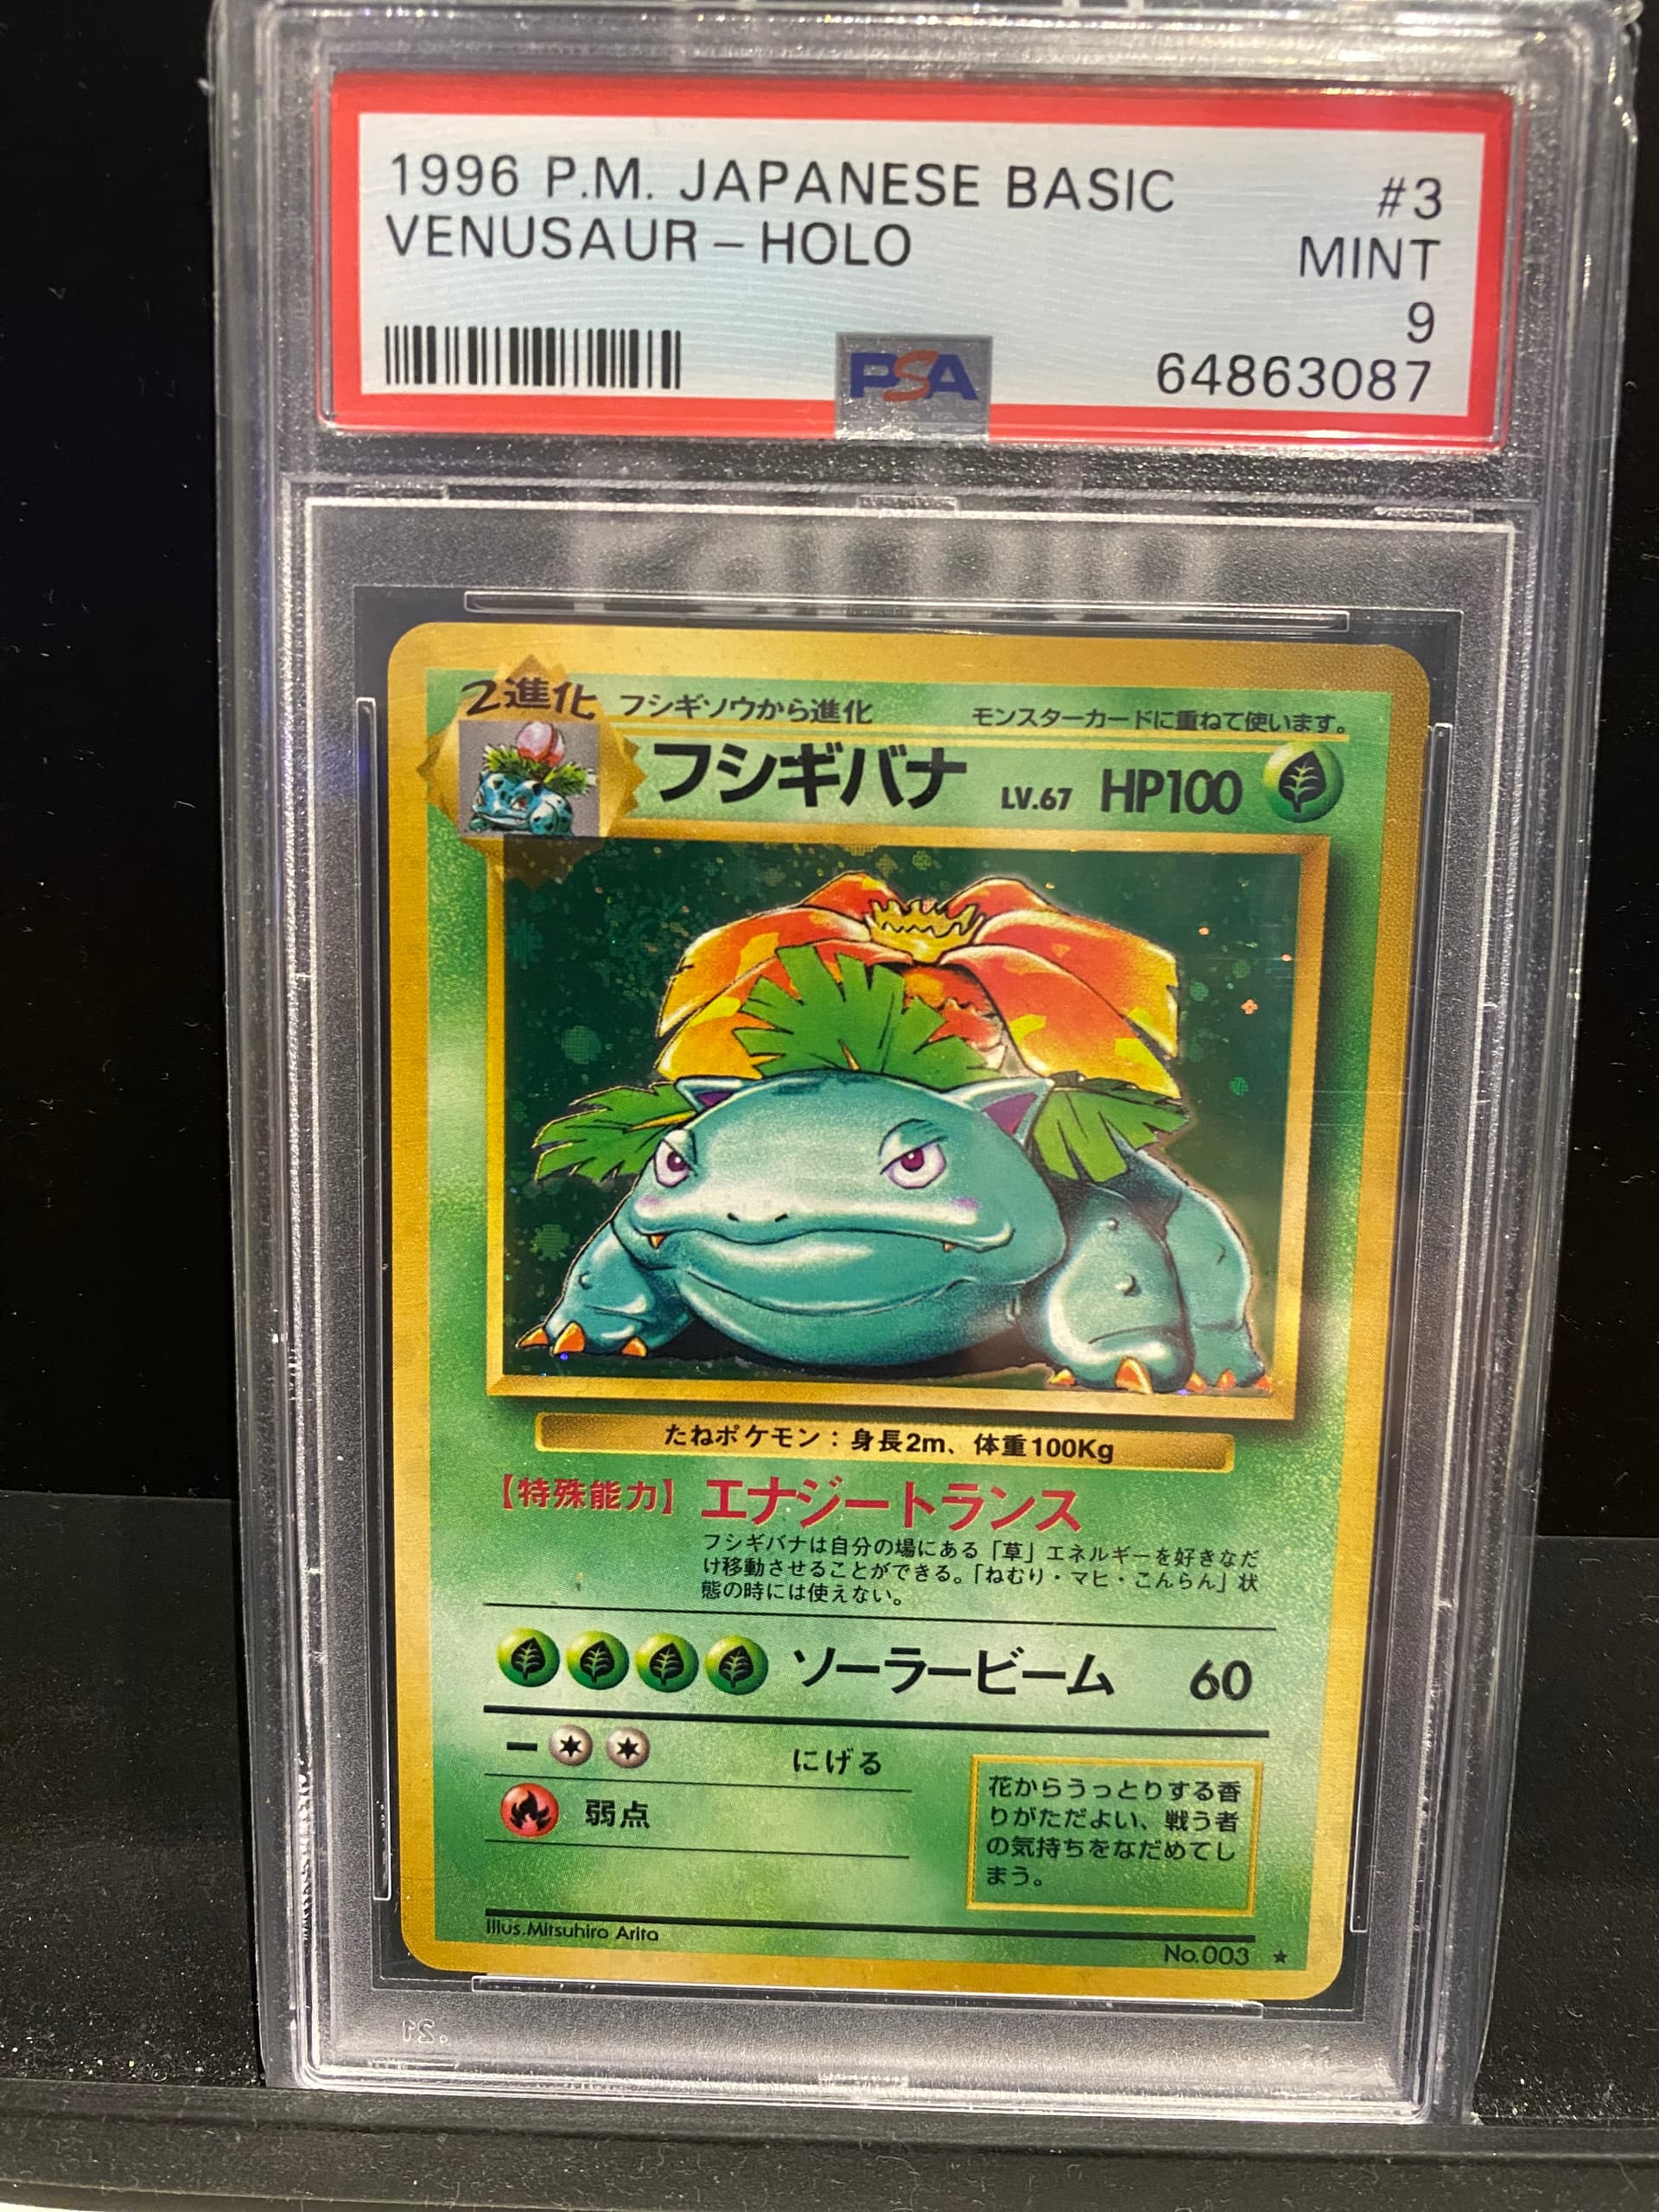 1996 P.M. JAPANESE BASIC #3
VENUSAUR - HOLO MINT
9
PSA 64863087
2進化 フシギソウから進化 モンスターカードに重ねて使います。
フシギバナ LV.67 HP100
たねポケモン：身長2m、体重100Kg
【特殊能力】エナジートランス
フシギバナは自分の場にある「草」エネルギーを好きなだ
け移動させることができる。「ねむり・マヒ・こんらん」状
態の時には使えない。
ソーラービーム 60
ー にげる
弱点
花からうっとりする香
りがただよい、戦う者
の気持ちをなだめてし
まう。
Illus.Mitsuhiro Arita
No.003 ★